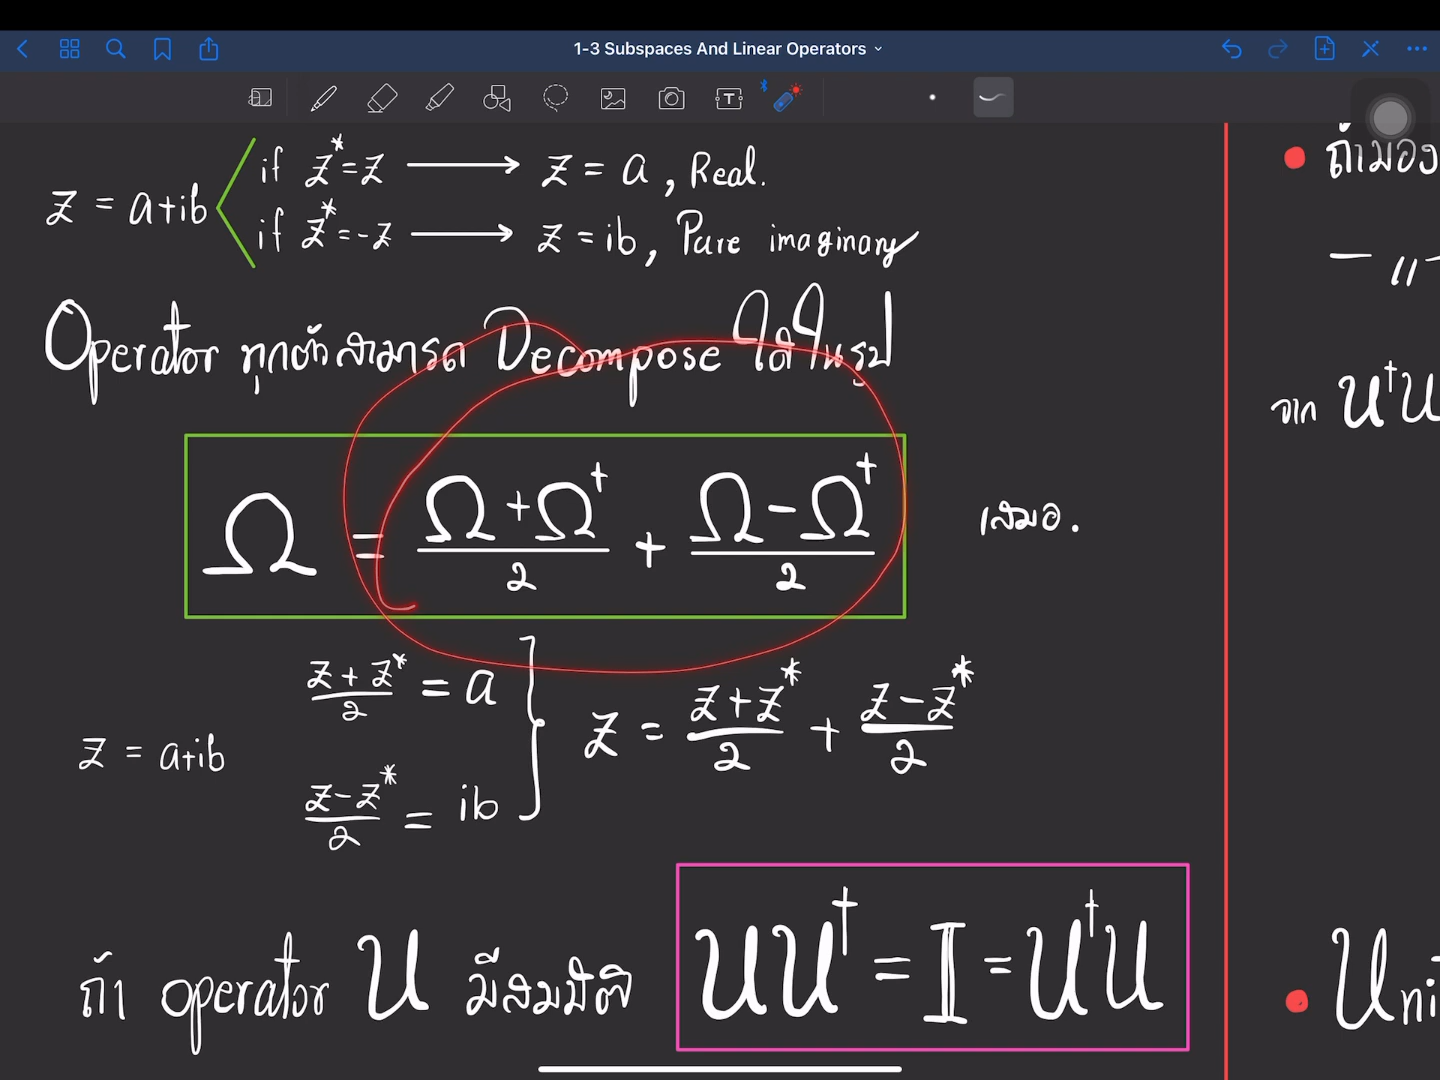 1-3 Subspaces And Linear Operators
z = a+ib
if z* = z ⟶ z = a , Real.
if z* = -z ⟶ z = ib, Pure imaginary
Operator ทุกตัวสามารถ Decompose ได้ในรูป
Ω = (Ω + Ω†)/2 + (Ω - Ω†)/2 เสมอ.
z = a+ib
(z + z*)/2 = a
(z - z*)/2 = ib
z = (z + z*)/2 + (z - z*)/2
ถ้า operator U มีสมบัติ UU† = I = U†U
ถ้ามอง
— 〃 —
จาก U†U
Uni